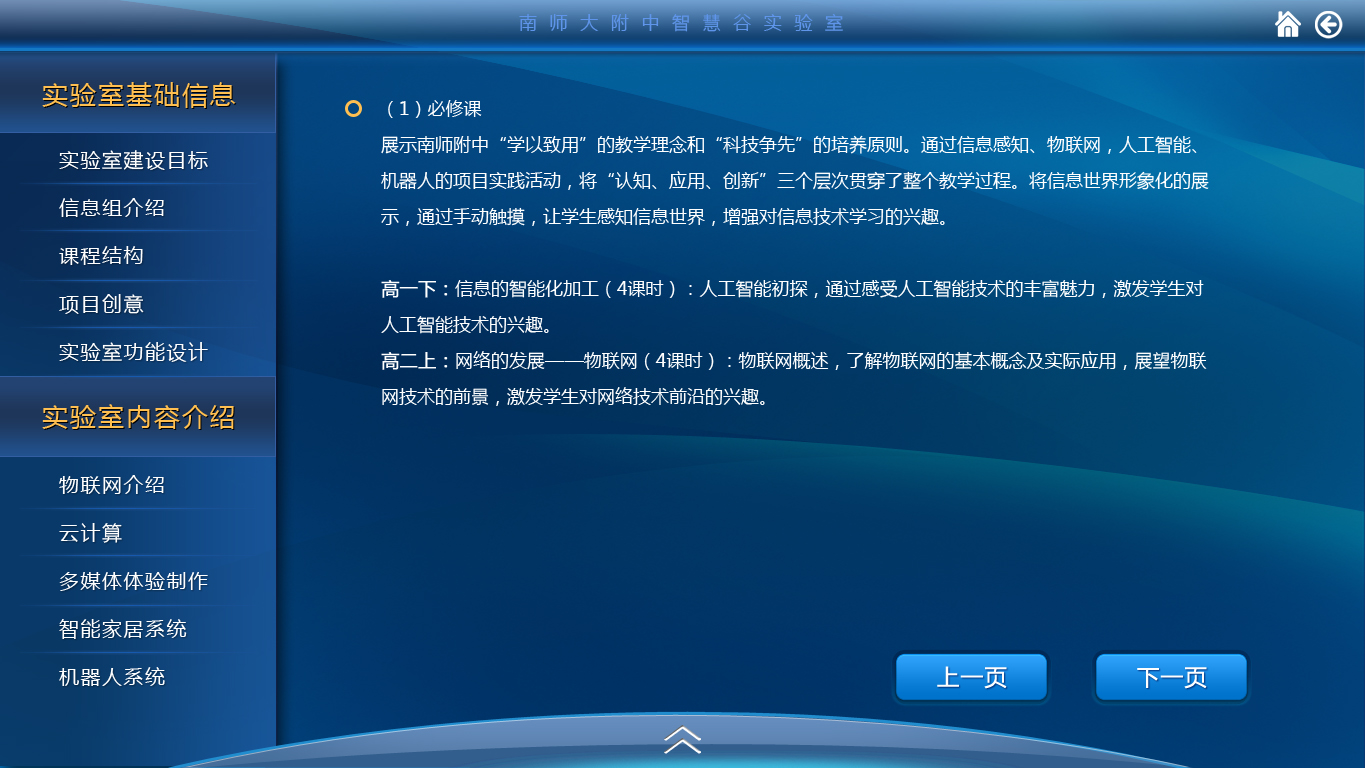 南师大附中智慧谷实验室
实验室基础信息
实验室建设目标
信息组介绍
课程结构
项目创意
实验室功能设计
实验室内容介绍
物联网介绍
云计算
多媒体体验制作
智能家居系统
机器人系统
（1）必修课
展示南师附中“学以致用”的教学理念和“科技争先”的培养原则。通过信息感知、物联网，人工智能、
机器人的项目实践活动，将“认知、应用、创新”三个层次贯穿了整个教学过程。将信息世界形象化的展
示，通过手动触摸，让学生感知信息世界，增强对信息技术学习的兴趣。
高一下：信息的智能化加工（4课时）：人工智能初探，通过感受人工智能技术的丰富魅力，激发学生对
人工智能技术的兴趣。
高二上：网络的发展——物联网（4课时）：物联网概述，了解物联网的基本概念及实际应用，展望物联
网技术的前景，激发学生对网络技术前沿的兴趣。
上一页
下一页